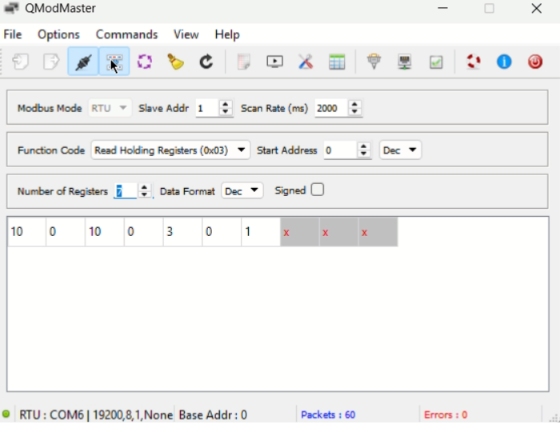 QModMaster
File Options Commands View Help
Modbus Mode RTU Slave Addr 1 Scan Rate (ms) 2000
Function Code Read Holding Registers (0x03) Start Address 0 Dec
Number of Registers 7 Data Format Dec Signed
10 0 10 0 3 0 1 x x x
RTU : COM6 | 19200,8,1,None Base Addr : 0 Packets : 60 Errors : 0